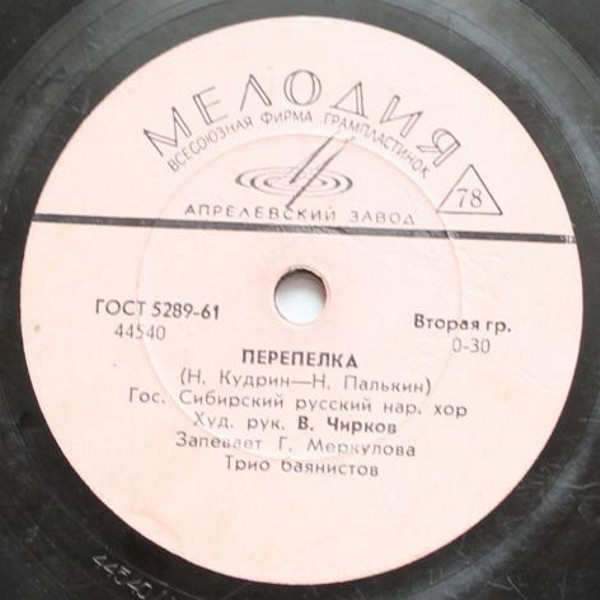 МЕЛОДИЯ
ВСЕСОЮЗНАЯ ФИРМА ГРАМПЛАСТИНОК
78
АПРЕЛЕВСКИЙ ЗАВОД
ГОСТ 5289-61
44540
Вторая гр.
0-30
ПЕРЕПЕЛКА
(Н. Кудрин—Н. Палькин)
Гос. Сибирский русский нар. хор
Худ. рук. В. Чирков
Запевает Г. Меркулова
Трио баянистов
44540